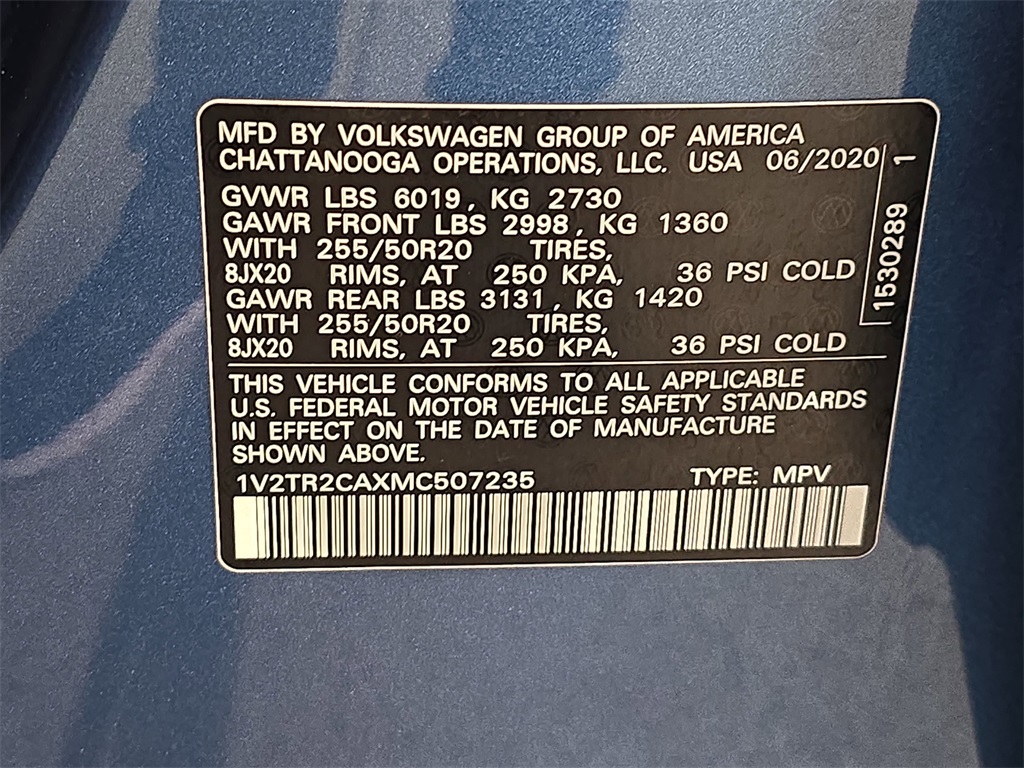 MFD BY VOLKSWAGEN GROUP OF AMERICA
CHATTANOOGA OPERATIONS, LLC. USA 06/2020
GVWR LBS 6019, KG 2730
GAWR FRONT LBS 2998, KG 1360
WITH 255/50R20 TIRES,
8JX20 RIMS, AT 250 KPA, 36 PSI COLD
GAWR REAR LBS 3131, KG 1420
WITH 255/50R20 TIRES,
8JX20 RIMS, AT 250 KPA, 36 PSI COLD
1530289 1
THIS VEHICLE CONFORMS TO ALL APPLICABLE
U.S. FEDERAL MOTOR VEHICLE SAFETY STANDARDS
IN EFFECT ON THE DATE OF MANUFACTURE
SHOWN ABOVE.
1V2TR2CAXMC507235 TYPE: MPV